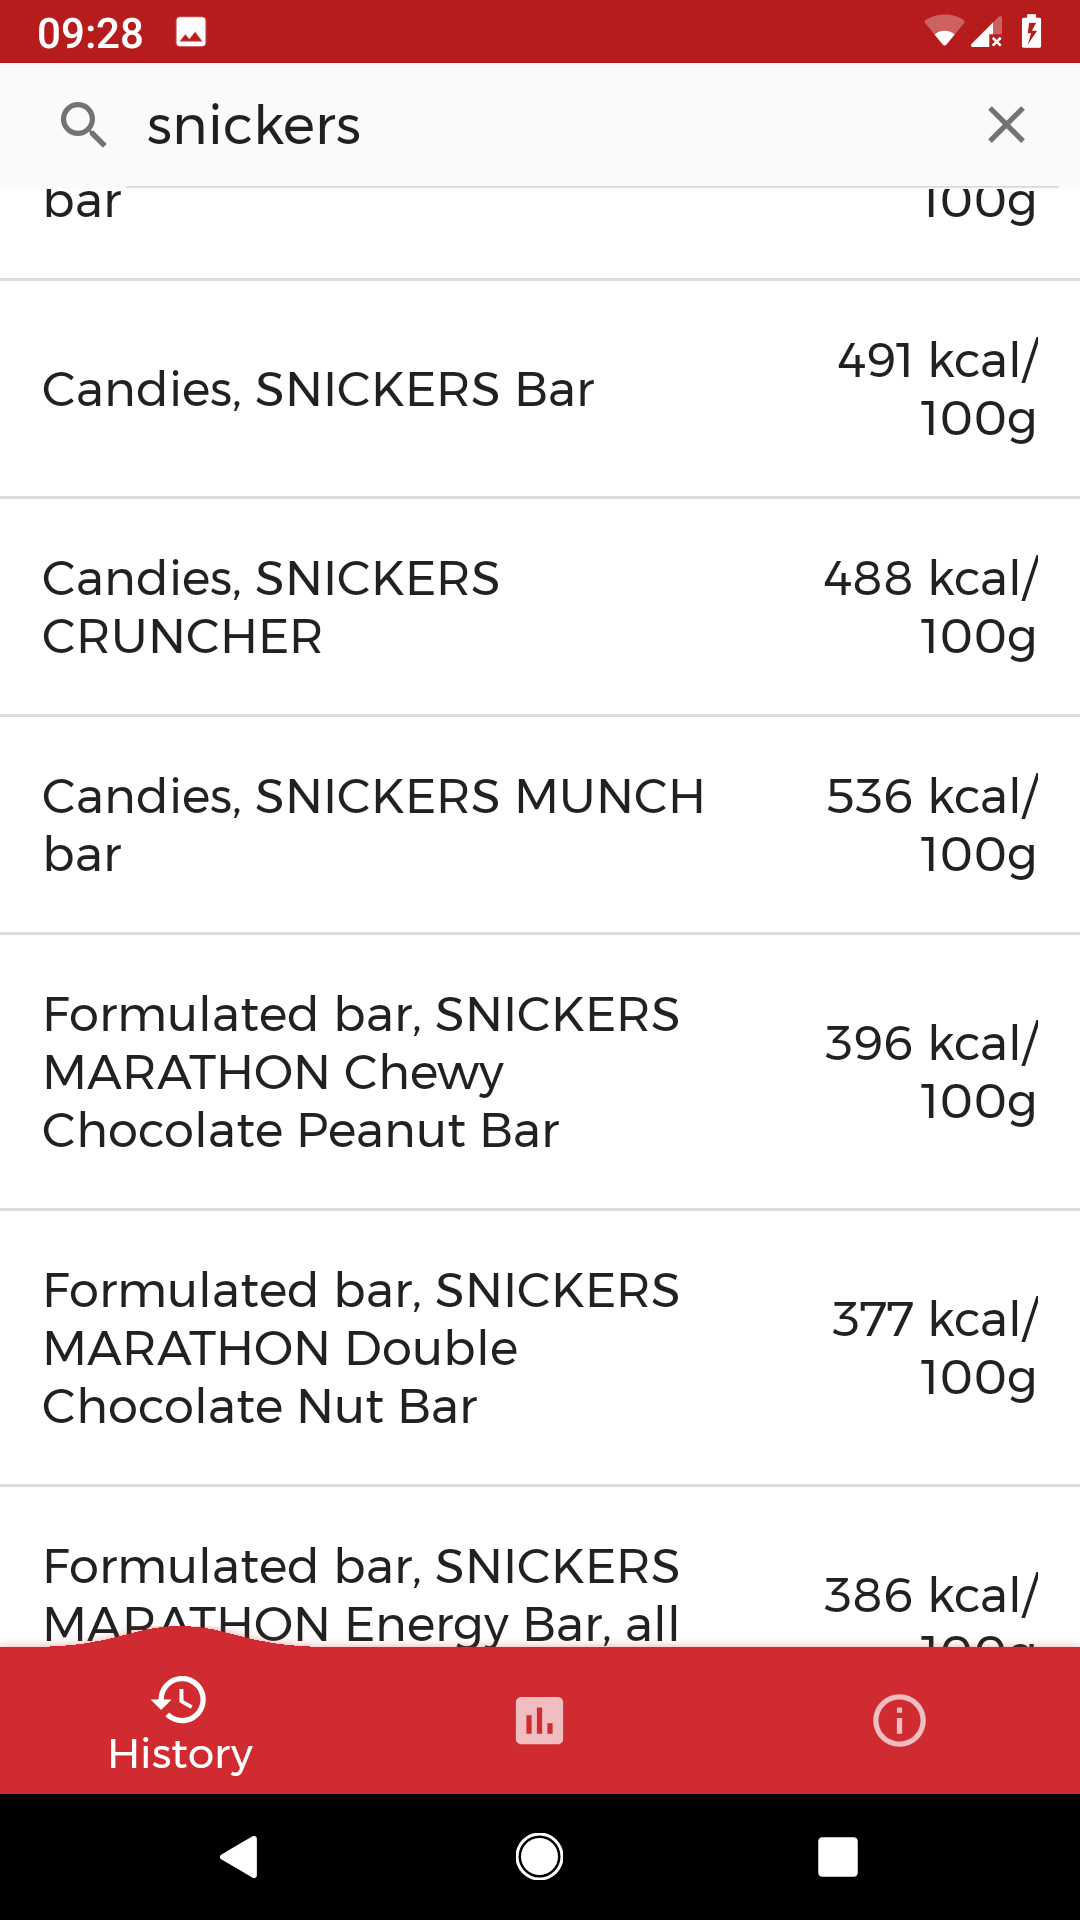 09:28
snickers
bar
100g
Candies, SNICKERS Bar
491 kcal/
100g
Candies, SNICKERS
CRUNCHER
488 kcal/
100g
Candies, SNICKERS MUNCH
bar
536 kcal/
100g
Formulated bar, SNICKERS
MARATHON Chewy
Chocolate Peanut Bar
396 kcal/
100g
Formulated bar, SNICKERS
MARATHON Double
Chocolate Nut Bar
377 kcal/
100g
Formulated bar, SNICKERS
MARATHON Energy Bar, all
386 kcal/
100g
History